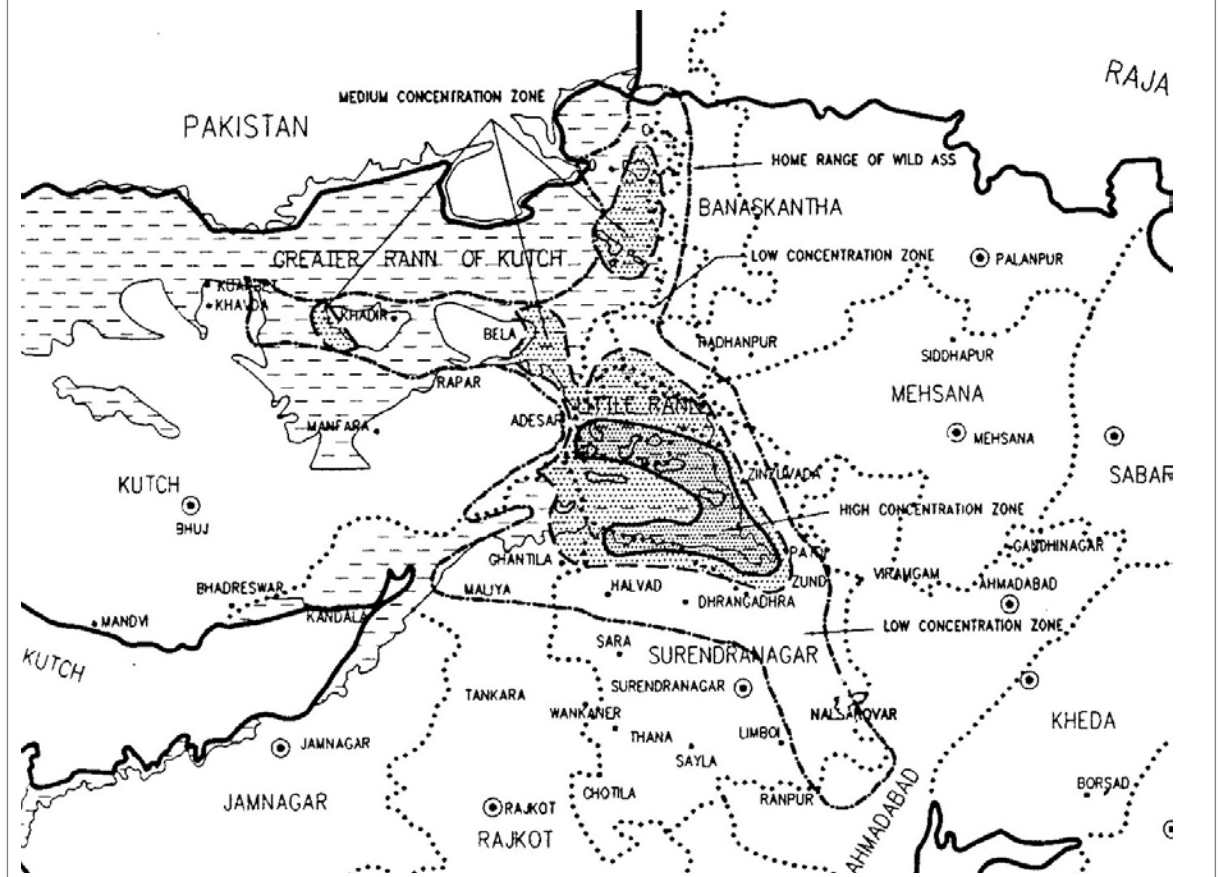 RAJA
MEDIUM CONCENTRATION ZONE
PAKISTAN
HOME RANGE OF WILD ASS
BANASKANTHA
GREATER RANN OF KUTCH
LOW CONCENTRATION ZONE
PALANPUR
KHAVDA
KHADIR
BELA
RADHANPUR
SIDDHAPUR
RAPAR
MEHSANA
LITTLE RANN
ADESAR
MANFARA
MEHSANA
ZINZUWADA
SABAR
KUTCH
BHUJ
HIGH CONCENTRATION ZONE
GANDHINAGAR
GHANTILA
PATDI
ZUND
VIRAMGAM
AHMADABAD
BHADRESWAR
MALIYA
HALVAD
DHRANGADHRA
KANDALA
MANDVI
LOW CONCENTRATION ZONE
SARA
SURENDRANAGAR
KUTCH
SURENDRANAGAR
TANKARA
WANKANER
NALSAROVAR
KHEDA
JAMNAGAR
THANA
LIMBDI
SAYLA
BORSAD
CHOTILA
RANPUR
JAMNAGAR
RAJKOT
RAJKOT
AHMADABAD